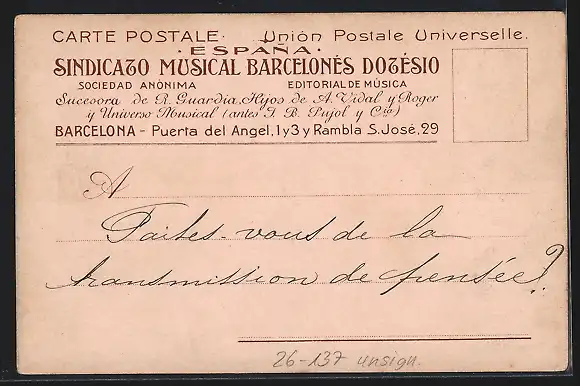 CARTE POSTALE· Unión Postale Universelle.
·ESPAÑA·
SINDICATO MUSICAL BARCELONÉS DOTÉSIO
SOCIEDAD ANÓNIMA EDITORIAL DE MÚSICA
Sucesora de R. Guardia, Hijos de A. Vidal y Roger
y Universo Musical (antes J. B. Pujol y Cía)
BARCELONA - Puerta del Angel, 1 y 3 y Rambla S. José, 29
A
Faites-vous de la
transmission de pensée?
26-137 unsign.